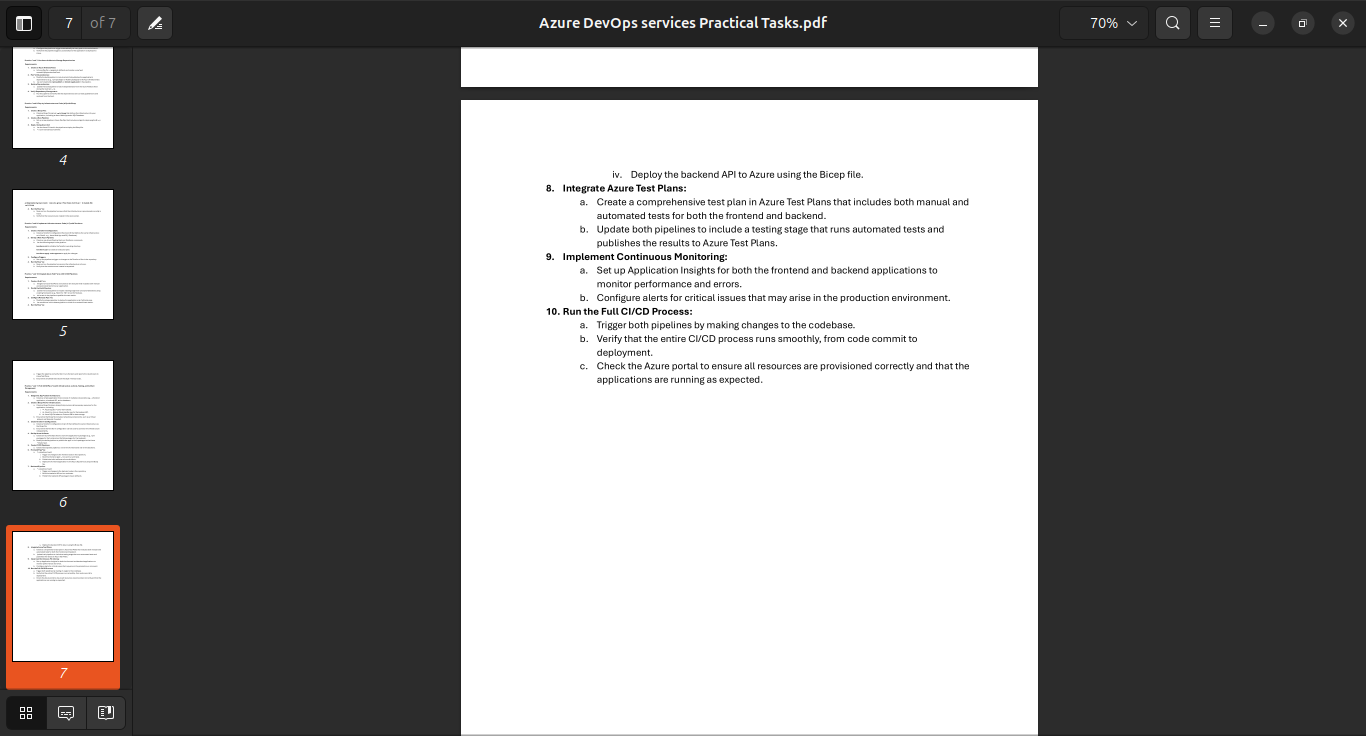 7 of 7
Azure DevOps services Practical Tasks.pdf
70%
4
5
6
7
iv. Deploy the backend API to Azure using the Bicep file.
8. Integrate Azure Test Plans:
a. Create a comprehensive test plan in Azure Test Plans that includes both manual and
automated tests for both the frontend and backend.
b. Update both pipelines to include a testing stage that runs automated tests and
publishes the results to Azure Test Plans.
9. Implement Continuous Monitoring:
a. Set up Application Insights for both the frontend and backend applications to
monitor performance and errors.
b. Configure alerts for critical issues that may arise in the production environment.
10. Run the Full CI/CD Process:
a. Trigger both pipelines by making changes to the codebase.
b. Verify that the entire CI/CD process runs smoothly, from code commit to
deployment.
c. Check the Azure portal to ensure all resources are provisioned correctly and that the
applications are running as expected.